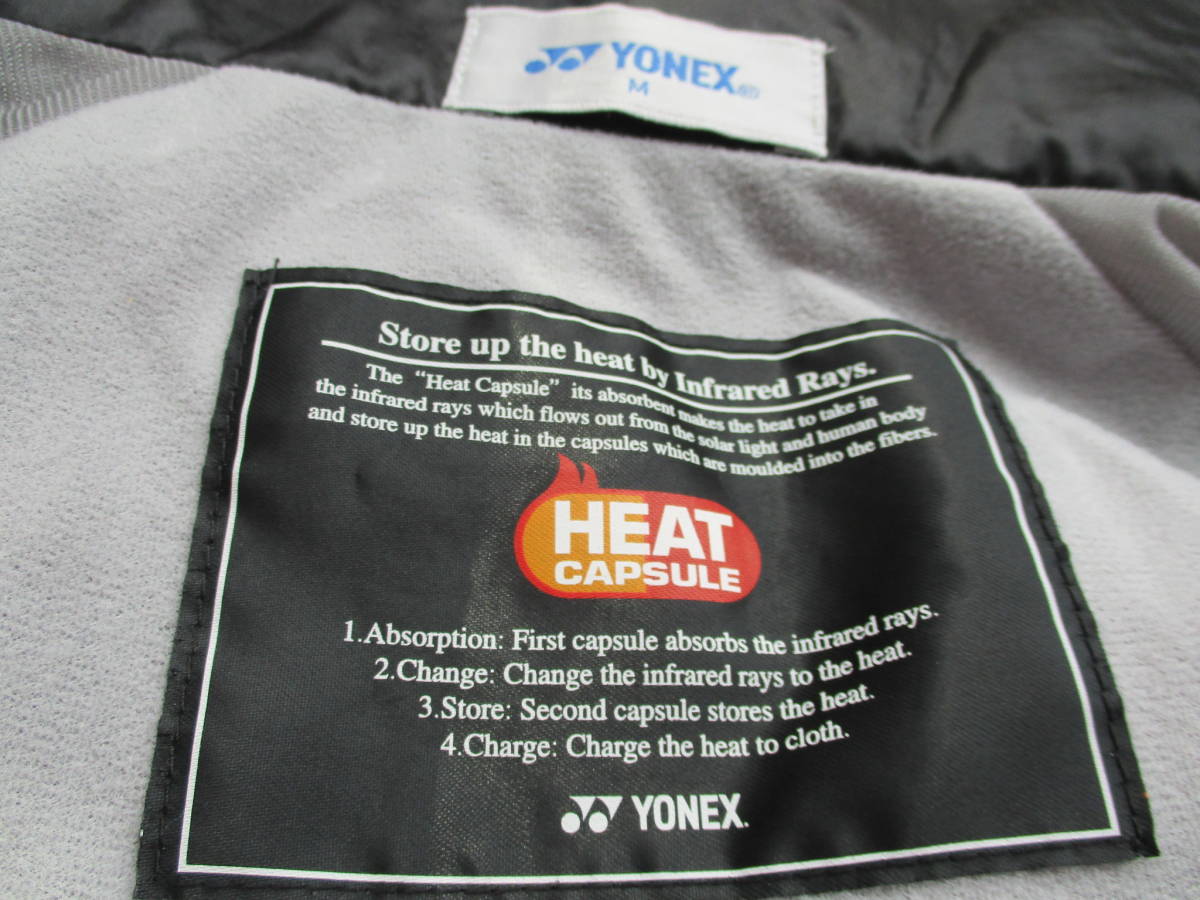 YONEX
M
Store up the heat by Infrared Rays.
The “Heat Capsule” its absorbent makes the heat to take in
the infrared rays which flows out from the solar light and human body
and store up the heat in the capsules which are moulded into the fibers.
HEAT
CAPSULE
1.Absorption: First capsule absorbs the infrared rays.
2.Change: Change the infrared rays to the heat.
3.Store: Second capsule stores the heat.
4.Charge: Charge the heat to cloth.
YONEX.